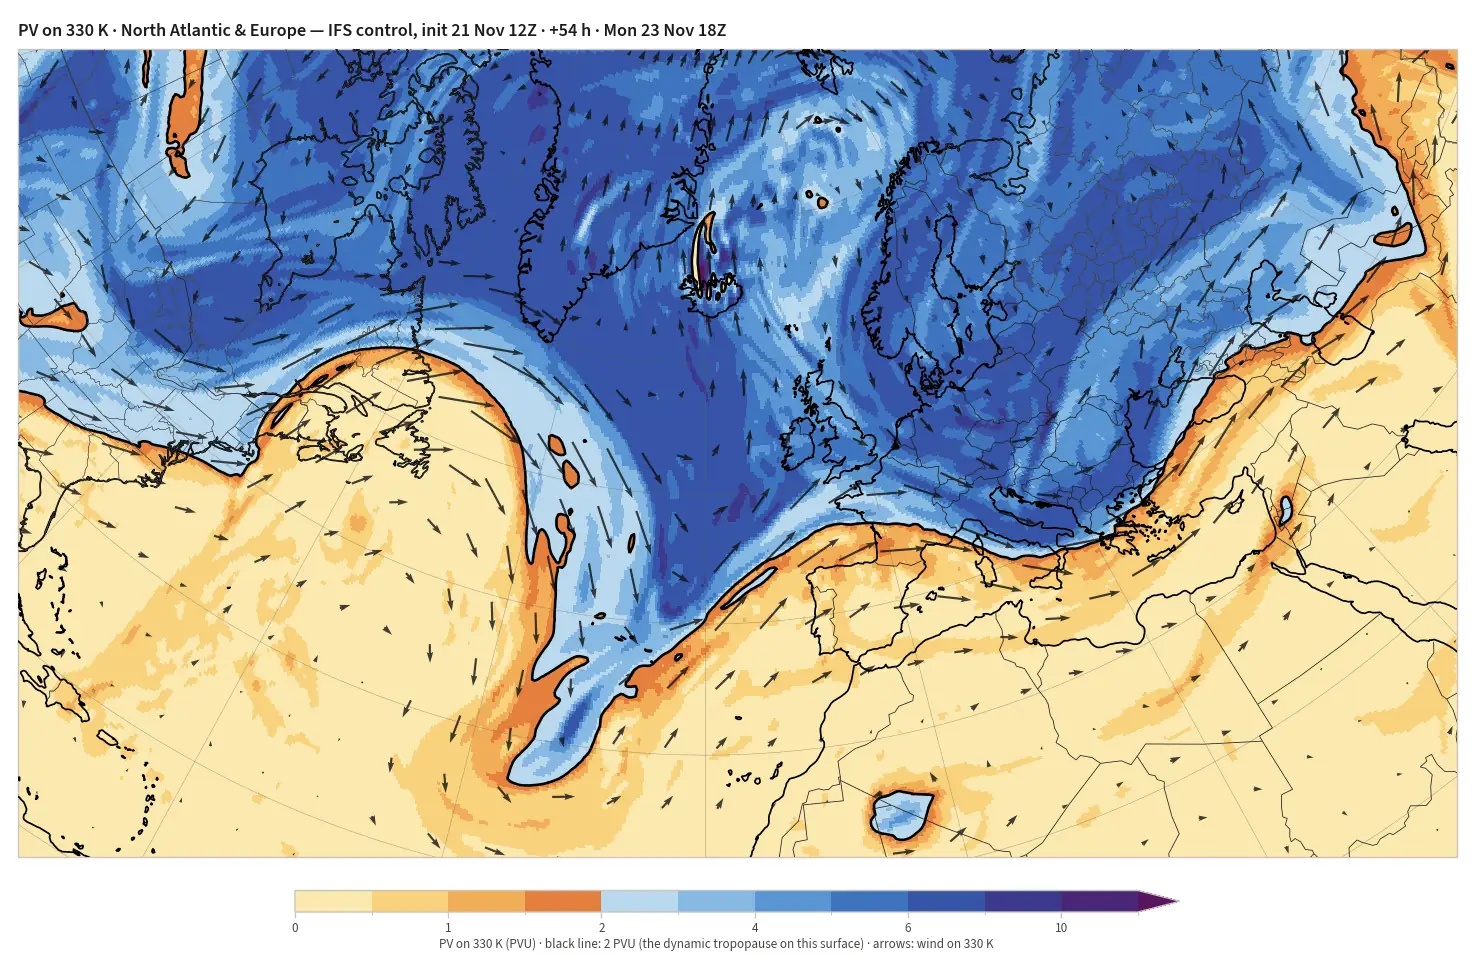 PV on 330 K · North Atlantic & Europe — IFS control, init 21 Nov 12Z · +54 h · Mon 23 Nov 18Z
0 1 2 4 6 10
PV on 330 K (PVU) · black line: 2 PVU (the dynamic tropopause on this surface) · arrows: wind on 330 K